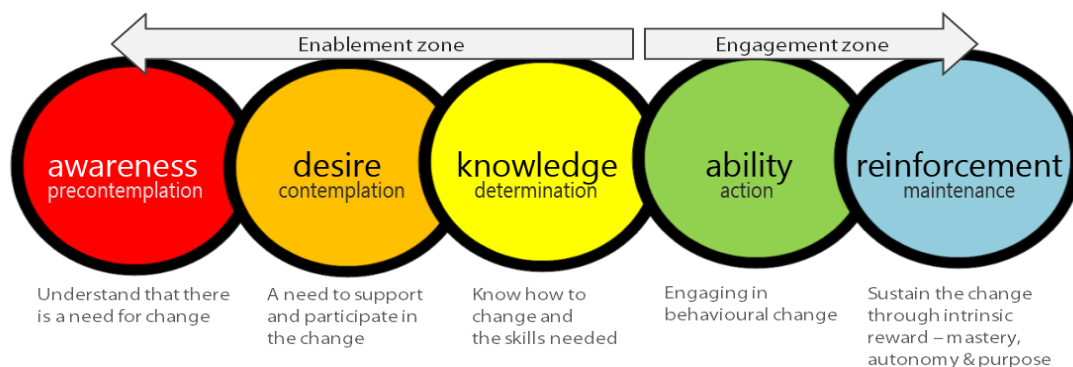 Enablement zone
Engagement zone
awareness
precontemplation
desire
contemplation
knowledge
determination
ability
action
reinforcement
maintenance
Understand that there
is a need for change
A need to support
and participate in
the change
Know how to
change and
the skills needed
Engaging in
behavioural change
Sustain the change
through intrinsic
reward – mastery,
autonomy & purpose